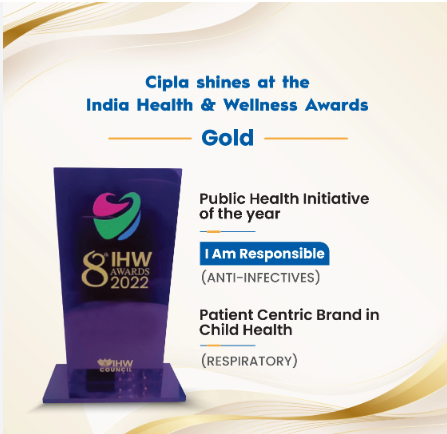 Cipla shines at the
India Health & Wellness Awards
Gold
Public Health Initiative
of the year
I Am Responsible
(ANTI-INFECTIVES)
Patient Centric Brand in
Child Health
(RESPIRATORY)
8th IHW
AWARDS
2022
IHW
COUNCIL